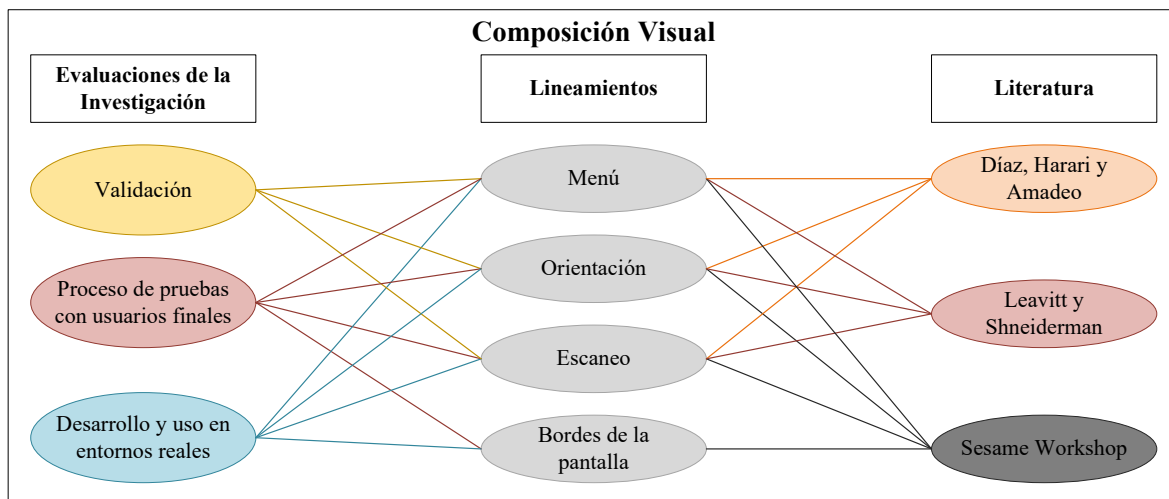 Composición Visual
Evaluaciones de la
Investigación
Lineamientos
Literatura
Validación
Menú
Díaz, Harari y
Amadeo
Proceso de pruebas
con usuarios finales
Orientación
Leavitt y
Shneiderman
Escaneo
Desarrollo y uso en
entornos reales
Bordes de la
pantalla
Sesame Workshop